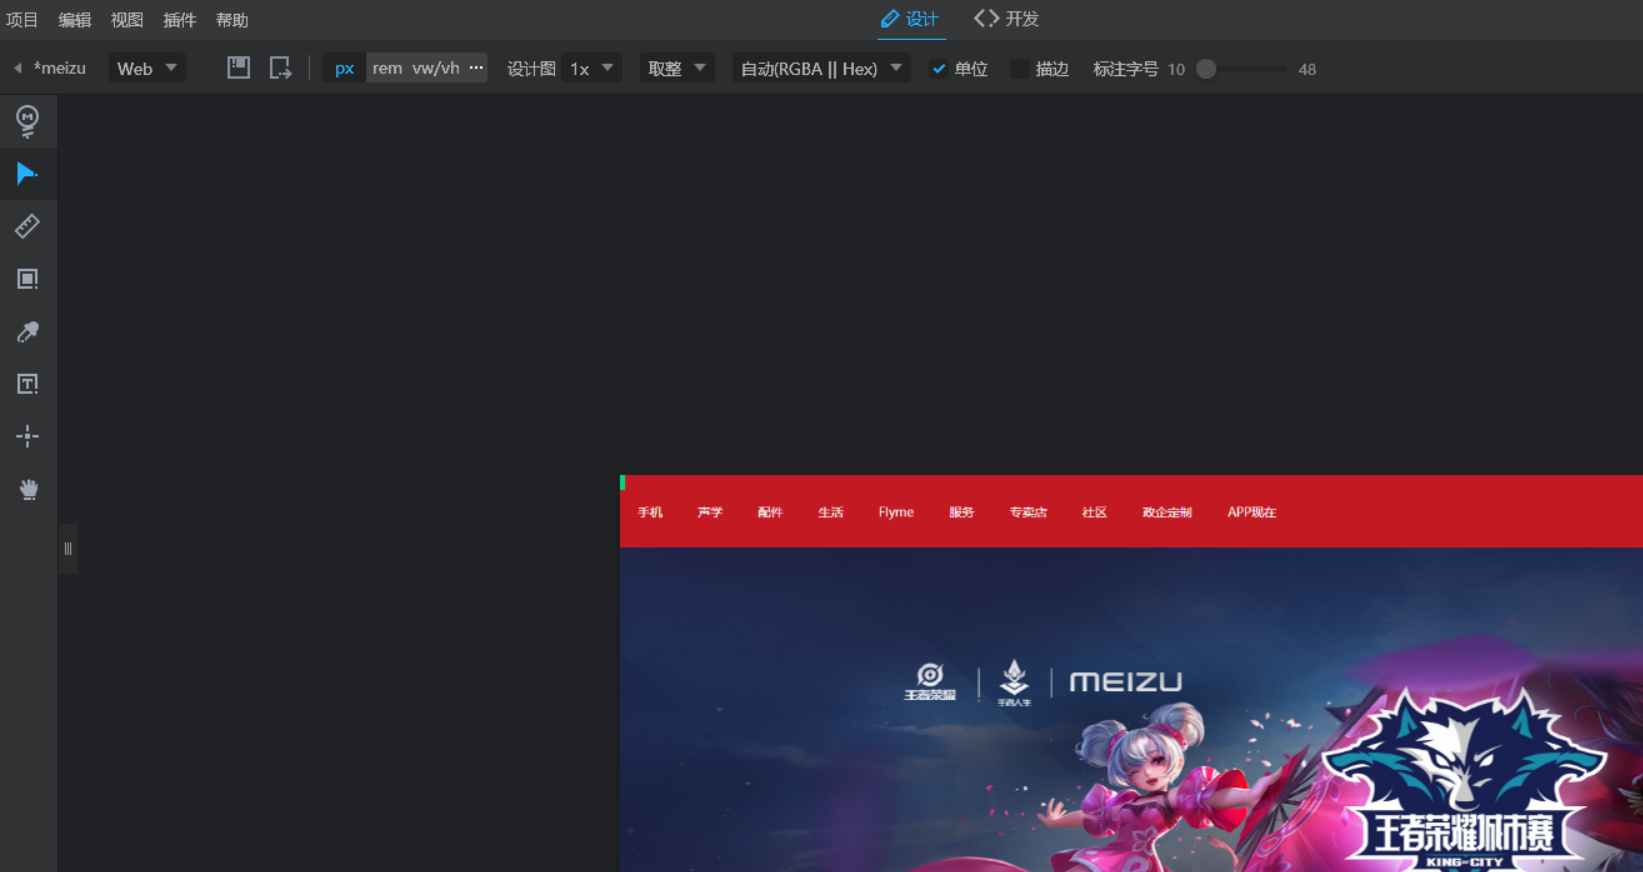 项目 编辑 视图 插件 帮助 设计 开发
*meizu Web px rem vw/vh ··· 设计图 1x 取整 自动(RGBA || Hex) 单位 描边 标注字号 10 48
手机 声学 配件 生活 Flyme 服务 专卖店 社区 政企定制 APP现在
王者荣耀 王者人生 MEIZU
王者荣耀城市赛
KING-CITY